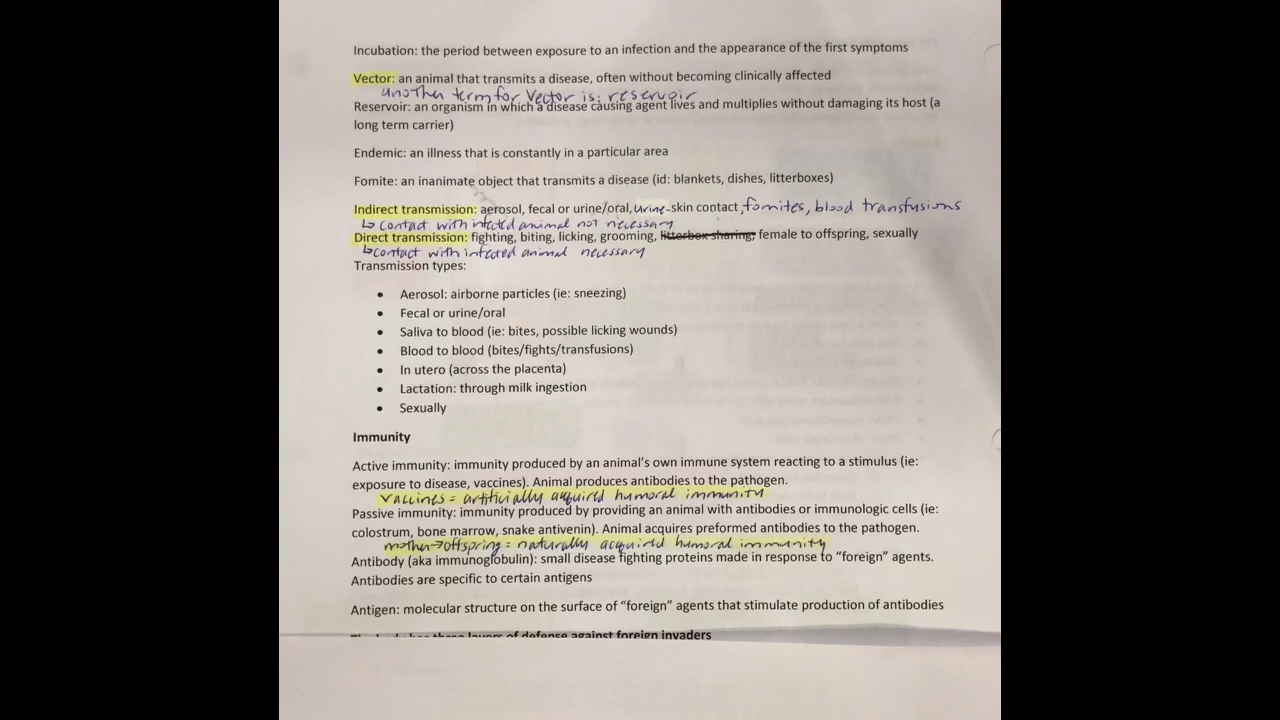 Incubation: the period between exposure to an infection and the appearance of the first symptoms
Vector: an animal that transmits a disease, often without becoming clinically affected
another term for Vector is: reservoir
Reservoir: an organism in which a disease causing agent lives and multiplies without damaging its host (a
long term carrier)
Endemic: an illness that is constantly in a particular area
Fomite: an inanimate object that transmits a disease (id: blankets, dishes, litterboxes)
Indirect transmission: aerosol, fecal or urine/oral, urine-skin contact, fomites, blood transfusions
↳ contact with infected animal not necessary
Direct transmission: fighting, biting, licking, grooming, litterbox sharing, female to offspring, sexually
↳ contact with infected animal necessary
Transmission types:
• Aerosol: airborne particles (ie: sneezing)
• Fecal or urine/oral
• Saliva to blood (ie: bites, possible licking wounds)
• Blood to blood (bites/fights/transfusions)
• In utero (across the placenta)
• Lactation: through milk ingestion
• Sexually
Immunity
Active immunity: immunity produced by an animal's own immune system reacting to a stimulus (ie:
exposure to disease, vaccines). Animal produces antibodies to the pathogen.
vaccines = artificially acquired humoral immunity
Passive immunity: immunity produced by providing an animal with antibodies or immunologic cells (ie:
colostrum, bone marrow, snake antivenin). Animal acquires preformed antibodies to the pathogen.
mother→offspring = naturally acquired humoral immunity
Antibody (aka immunoglobulin): small disease fighting proteins made in response to "foreign" agents.
Antibodies are specific to certain antigens
Antigen: molecular structure on the surface of "foreign" agents that stimulate production of antibodies
The body has three layers of defense against foreign invaders